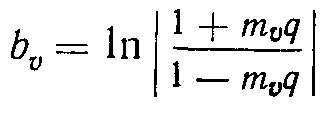 b_v = ln | (1 + m_v q) / (1 − m_v q) |